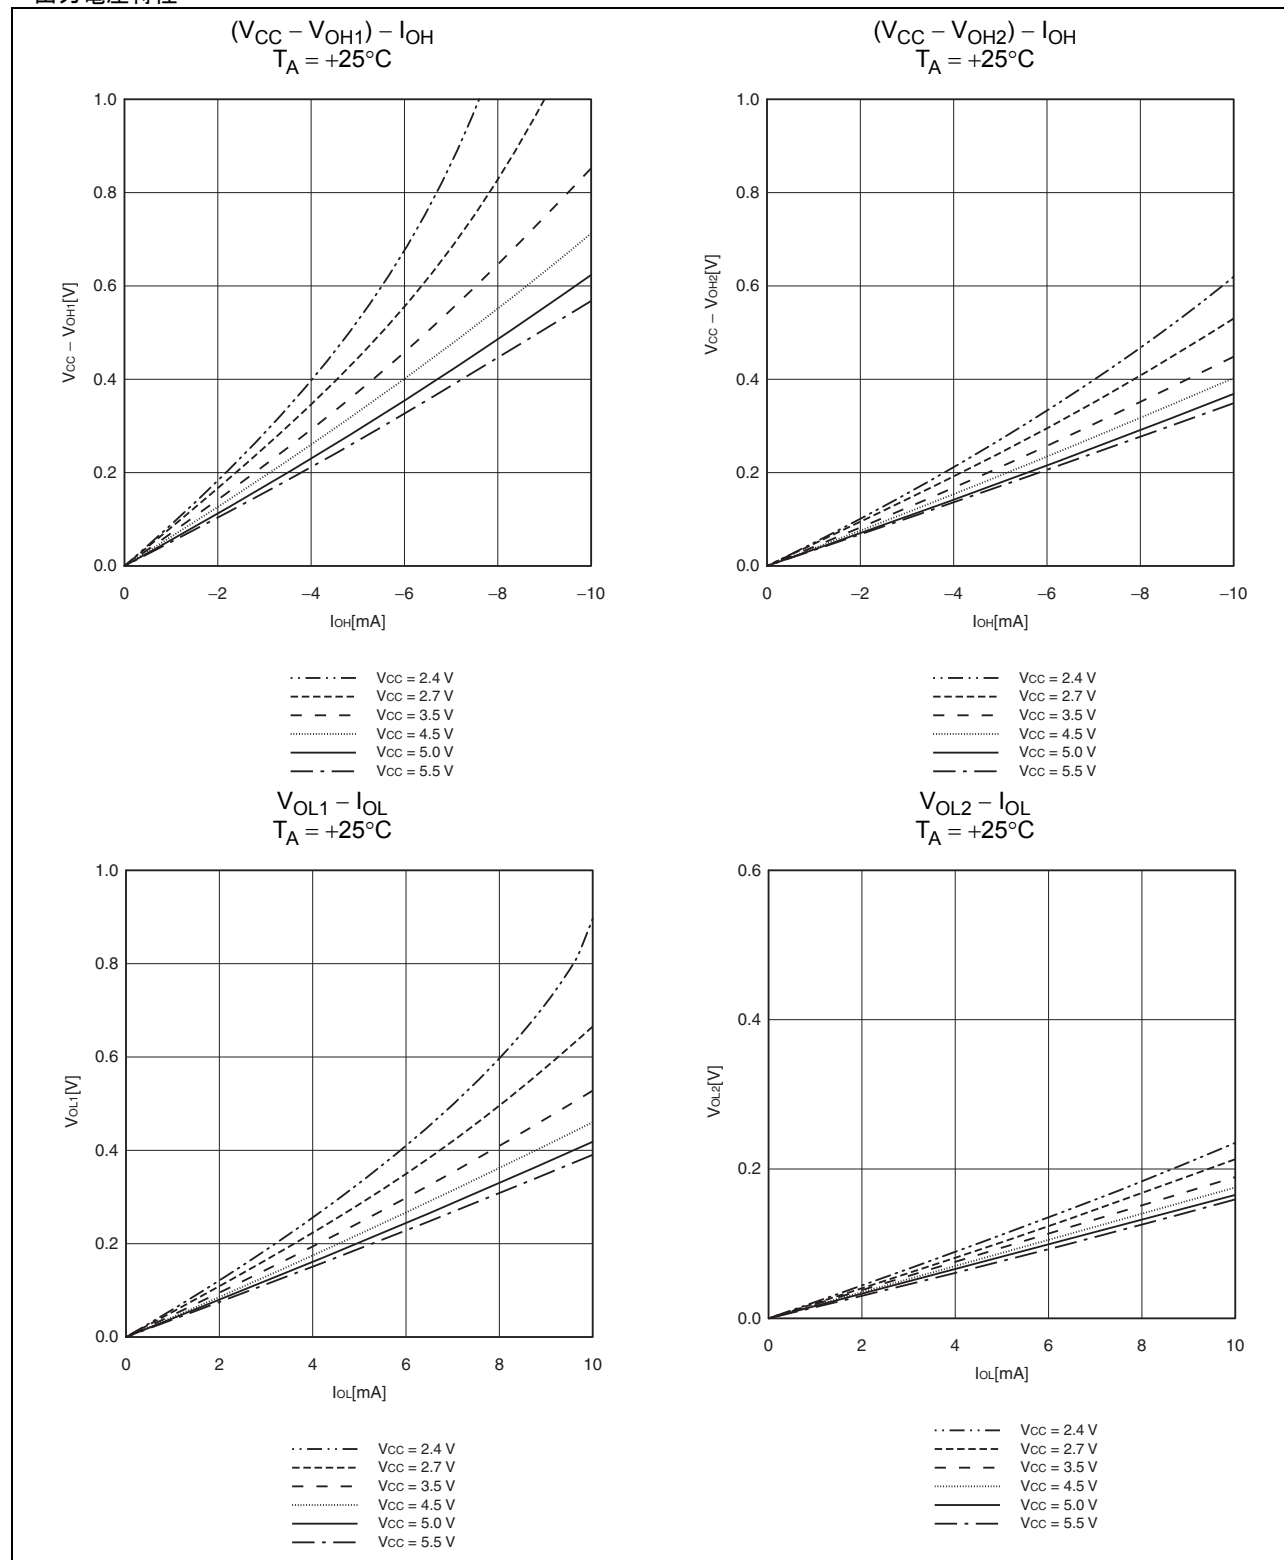 (VCC – VOH1) – IOH
TA = +25°C
1.0
0.8
0.6
0.4
0.2
0.0
VCC – VOH1[V]
0 –2 –4 –6 –8 –10
IOH[mA]
VCC = 2.4 V
VCC = 2.7 V
VCC = 3.5 V
VCC = 4.5 V
VCC = 5.0 V
VCC = 5.5 V
(VCC – VOH2) – IOH
TA = +25°C
1.0
0.8
0.6
0.4
0.2
0.0
VCC – VOH2[V]
0 –2 –4 –6 –8 –10
IOH[mA]
VCC = 2.4 V
VCC = 2.7 V
VCC = 3.5 V
VCC = 4.5 V
VCC = 5.0 V
VCC = 5.5 V
VOL1 – IOL
TA = +25°C
1.0
0.8
0.6
0.4
0.2
0.0
VOL1[V]
0 2 4 6 8 10
IOL[mA]
VCC = 2.4 V
VCC = 2.7 V
VCC = 3.5 V
VCC = 4.5 V
VCC = 5.0 V
VCC = 5.5 V
VOL2 – IOL
TA = +25°C
0.6
0.4
0.2
0.0
VOL2[V]
0 2 4 6 8 10
IOL[mA]
VCC = 2.4 V
VCC = 2.7 V
VCC = 3.5 V
VCC = 4.5 V
VCC = 5.0 V
VCC = 5.5 V